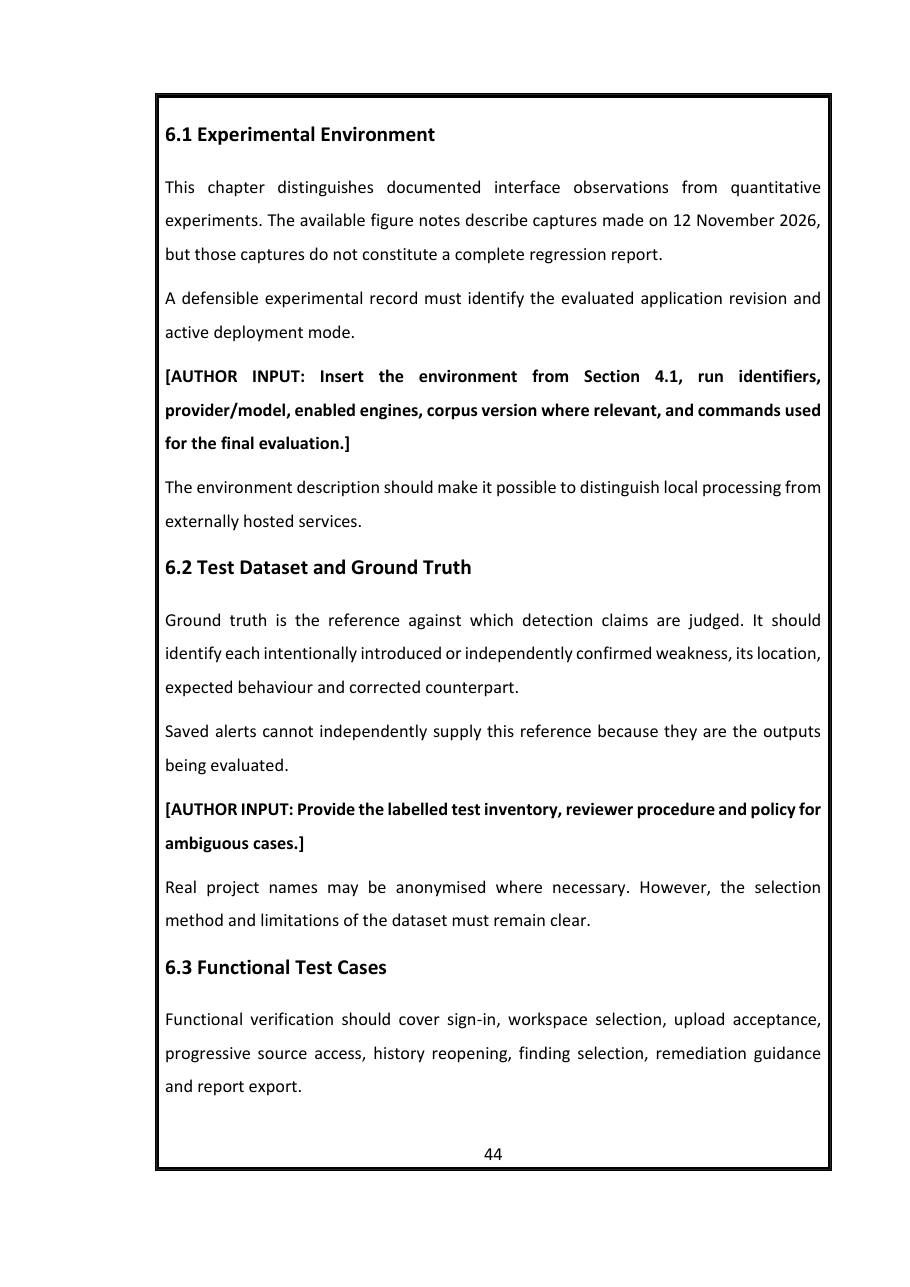 6.1 Experimental Environment
This chapter distinguishes documented interface observations from quantitative
experiments. The available figure notes describe captures made on 12 November 2026,
but those captures do not constitute a complete regression report.
A defensible experimental record must identify the evaluated application revision and
active deployment mode.
[AUTHOR INPUT: Insert the environment from Section 4.1, run identifiers,
provider/model, enabled engines, corpus version where relevant, and commands used
for the final evaluation.]
The environment description should make it possible to distinguish local processing from
externally hosted services.
6.2 Test Dataset and Ground Truth
Ground truth is the reference against which detection claims are judged. It should
identify each intentionally introduced or independently confirmed weakness, its location,
expected behaviour and corrected counterpart.
Saved alerts cannot independently supply this reference because they are the outputs
being evaluated.
[AUTHOR INPUT: Provide the labelled test inventory, reviewer procedure and policy for
ambiguous cases.]
Real project names may be anonymised where necessary. However, the selection
method and limitations of the dataset must remain clear.
6.3 Functional Test Cases
Functional verification should cover sign-in, workspace selection, upload acceptance,
progressive source access, history reopening, finding selection, remediation guidance
and report export.
44